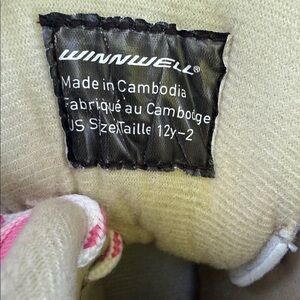 WINNWELL®
Made in Cambodia
Fabriqué au Cambodge
US Size/Taille 12y-2